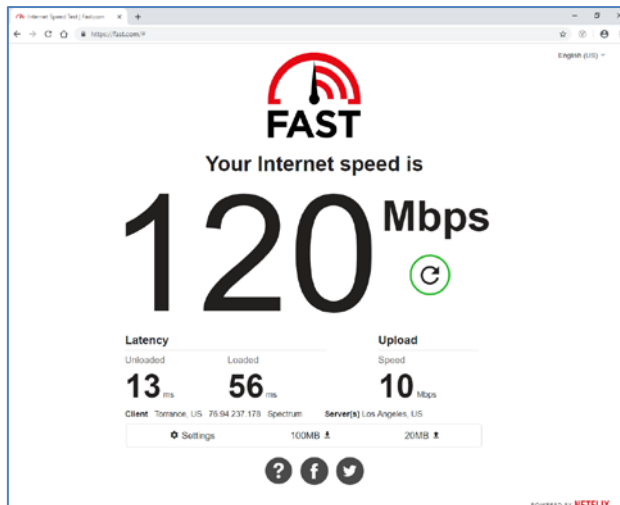 Internet Speed Test | Fast.com
https://fast.com/#
English (US)
FAST
Your Internet speed is
120 Mbps
Latency Upload
Unloaded Loaded Speed
13 ms 56 ms 10 Mbps
Client Torrance, US 76.94.237.178 Spectrum Server(s) Los Angeles, US
Settings 100MB 20MB
? f
POWERED BY NETFLIX